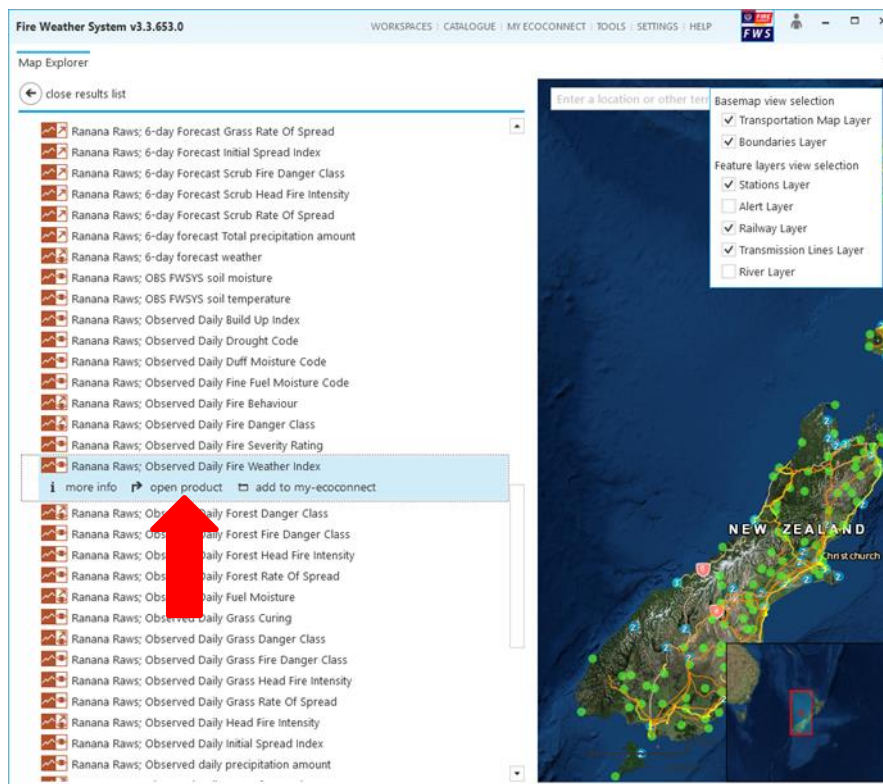 Fire Weather System v3.3.653.0
WORKSPACES | CATALOGUE | MY ECOCONNECT | TOOLS | SETTINGS | HELP
FIRE
FWS
Map Explorer
close results list
Ranana Raws; 6-day Forecast Grass Rate Of Spread
Ranana Raws; 6-day Forecast Initial Spread Index
Ranana Raws; 6-day Forecast Scrub Fire Danger Class
Ranana Raws; 6-day Forecast Scrub Head Fire Intensity
Ranana Raws; 6-day Forecast Scrub Rate Of Spread
Ranana Raws; 6-day forecast Total precipitation amount
Ranana Raws; 6-day forecast weather
Ranana Raws; OBS FWSYS soil moisture
Ranana Raws; OBS FWSYS soil temperature
Ranana Raws; Observed Daily Build Up Index
Ranana Raws; Observed Daily Drought Code
Ranana Raws; Observed Daily Duff Moisture Code
Ranana Raws; Observed Daily Fine Fuel Moisture Code
Ranana Raws; Observed Daily Fire Behaviour
Ranana Raws; Observed Daily Fire Danger Class
Ranana Raws; Observed Daily Fire Severity Rating
Ranana Raws; Observed Daily Fire Weather Index
i more info open product add to my-ecoconnect
Ranana Raws; Observed Daily Forest Danger Class
Ranana Raws; Obs Daily Forest Fire Danger Class
Ranana Raws; Obs Daily Forest Head Fire Intensity
Ranana Raws; Obs Daily Forest Rate Of Spread
Ranana Raws; Obs Daily Fuel Moisture
Ranana Raws; Observed Daily Grass Curing
Ranana Raws; Observed Daily Grass Danger Class
Ranana Raws; Observed Daily Grass Fire Danger Class
Ranana Raws; Observed Daily Grass Head Fire Intensity
Ranana Raws; Observed Daily Grass Rate Of Spread
Ranana Raws; Observed Daily Head Fire Intensity
Ranana Raws; Observed Daily Initial Spread Index
Ranana Raws; Observed daily precipitation amount
Enter a location or other terr
Basemap view selection
Transportation Map Layer
Boundaries Layer
Feature layers view selection
Stations Layer
Alert Layer
Railway Layer
Transmission Lines Layer
River Layer
NEW ZEALAND
Christchurch